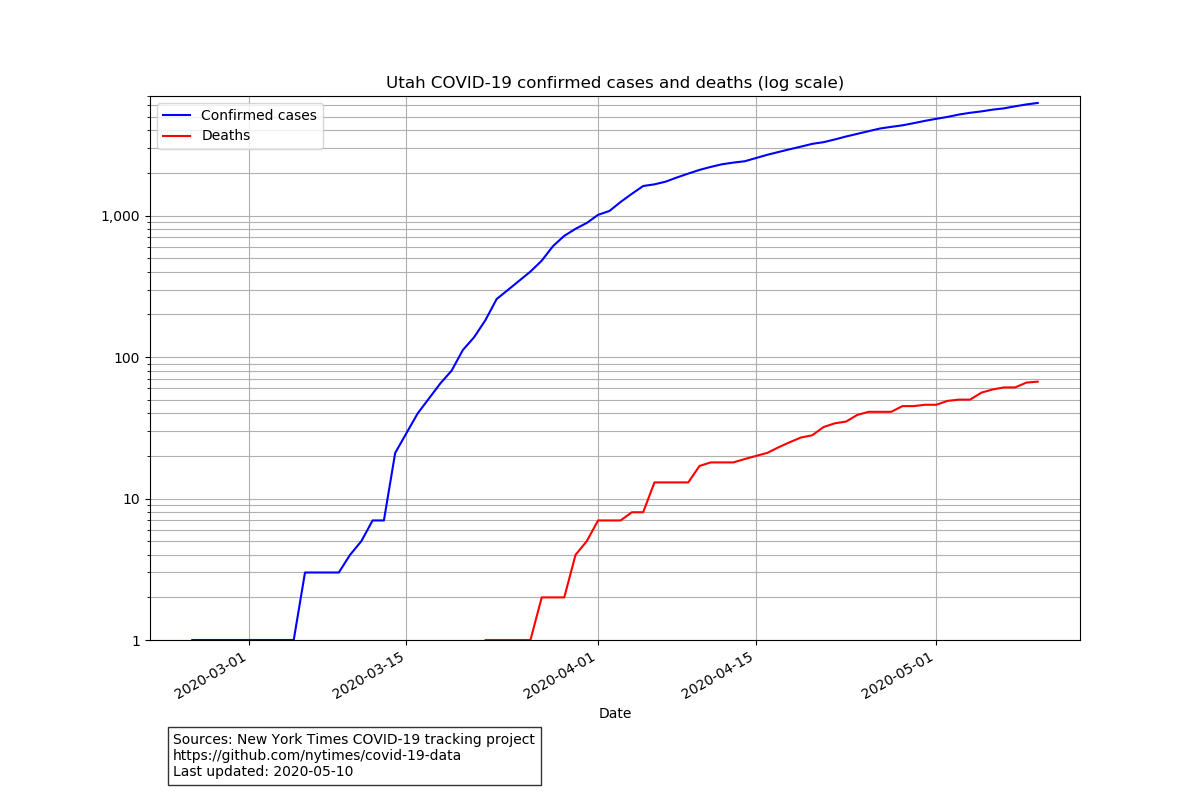 Utah COVID-19 confirmed cases and deaths (log scale)
Confirmed cases
Deaths
1,000
100
10
1
2020-03-01
2020-03-15
2020-04-01
2020-04-15
2020-05-01
Date
Sources: New York Times COVID-19 tracking project
https://github.com/nytimes/covid-19-data
Last updated: 2020-05-10